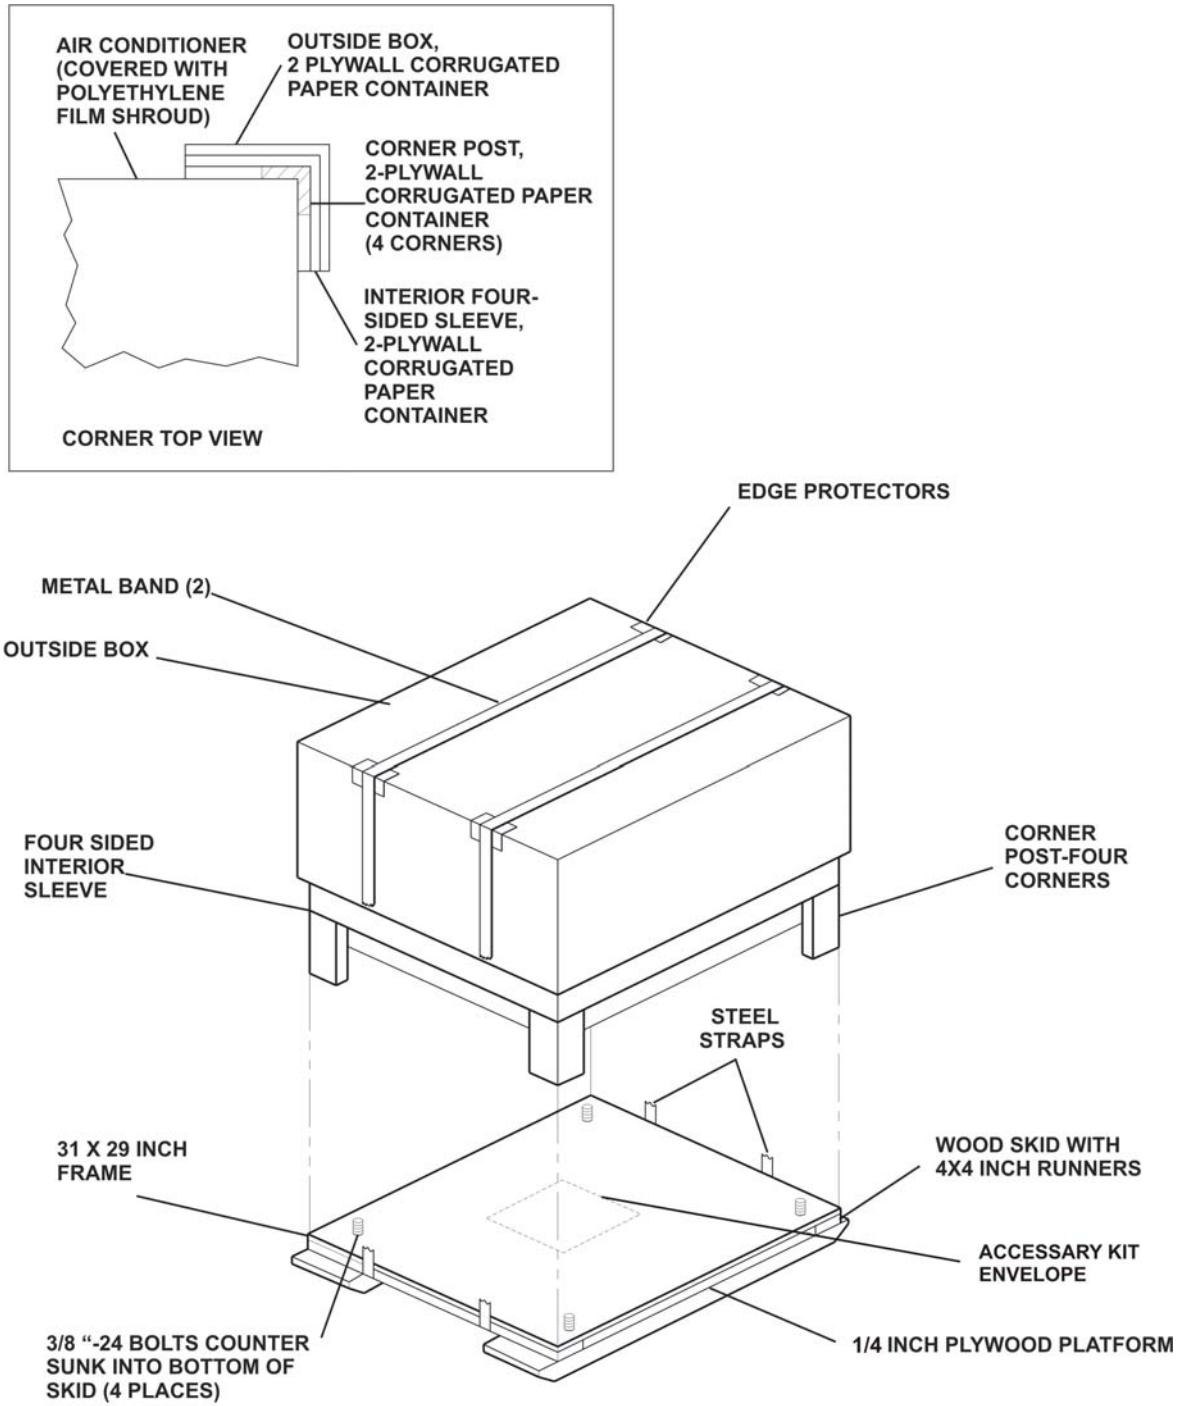 AIR CONDITIONER
(COVERED WITH
POLYETHYLENE
FILM SHROUD)
OUTSIDE BOX,
2 PLYWALL CORRUGATED
PAPER CONTAINER
CORNER POST,
2-PLYWALL
CORRUGATED PAPER
CONTAINER
(4 CORNERS)
INTERIOR FOUR-
SIDED SLEEVE,
2-PLYWALL
CORRUGATED
PAPER
CONTAINER
CORNER TOP VIEW
EDGE PROTECTORS
METAL BAND (2)
OUTSIDE BOX
FOUR SIDED
INTERIOR
SLEEVE
CORNER
POST-FOUR
CORNERS
STEEL
STRAPS
31 X 29 INCH
FRAME
WOOD SKID WITH
4X4 INCH RUNNERS
ACCESSARY KIT
ENVELOPE
3/8 “-24 BOLTS COUNTER
SUNK INTO BOTTOM OF
SKID (4 PLACES)
1/4 INCH PLYWOOD PLATFORM